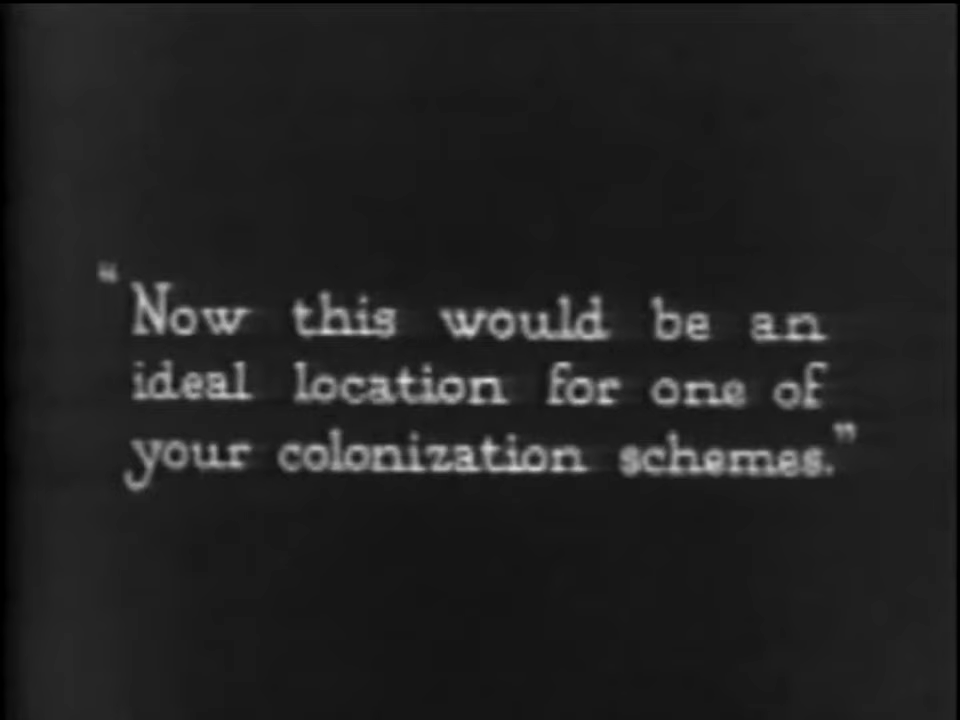 "Now this would be an
ideal location for one of
your colonization schemes."